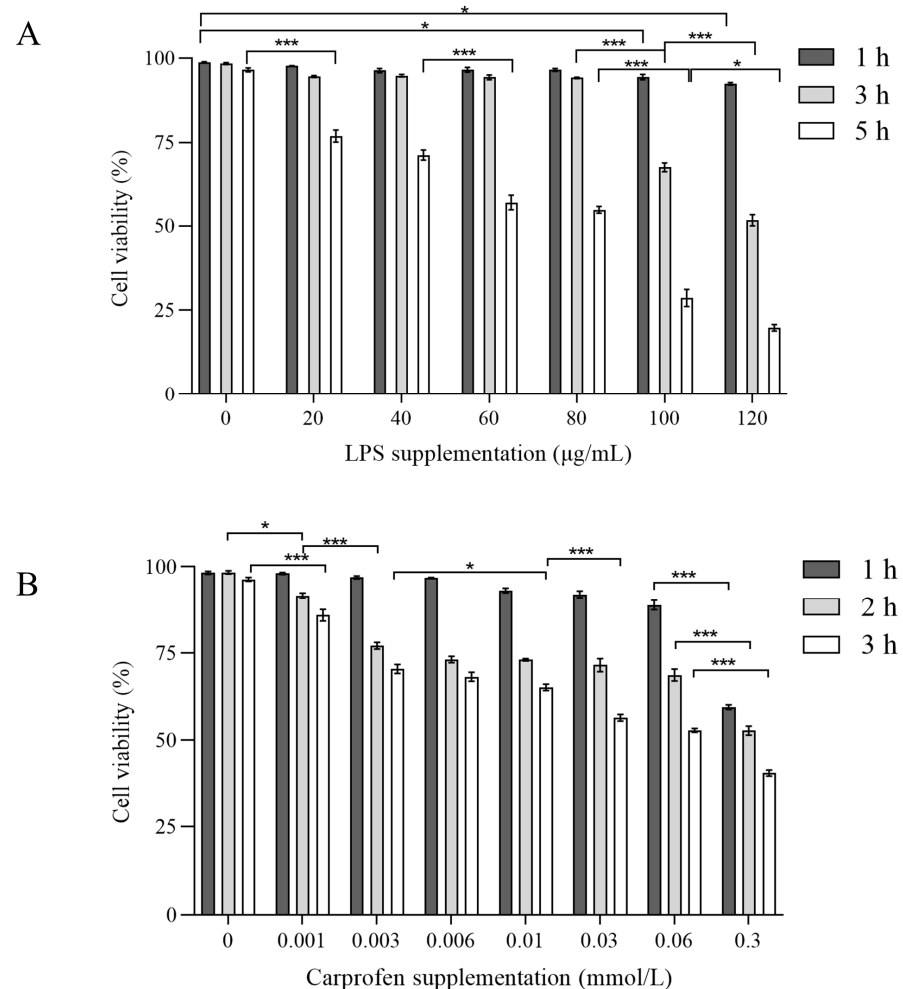 A
*
*
*** *** *** ***
*** *
1 h
3 h
5 h
100
75
50
25
0
Cell viability (%)
0 20 40 60 80 100 120
LPS supplementation (μg/mL)
B
* *** ***
*** * ***
***
***
1 h
2 h
3 h
100
75
50
25
0
Cell viability (%)
0 0.001 0.003 0.006 0.01 0.03 0.06 0.3
Carprofen supplementation (mmol/L)